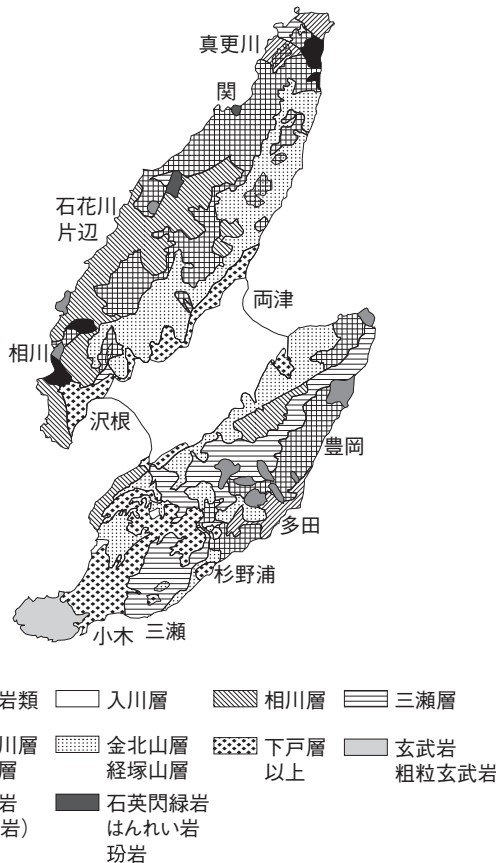 真更川
関
石花川
片辺
両津
相川
沢根
豊岡
多田
杉野浦
小木
三瀬
岩類
入川層
相川層
三瀬層
川層
層
金北山層
経塚山層
下戸層
以上
玄武岩
粗粒玄武岩
岩
岩）
石英閃緑岩
はんれい岩
玢岩